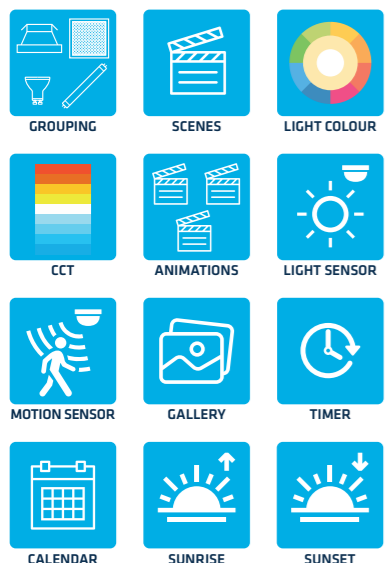 GROUPING
SCENES
LIGHT COLOUR
CCT
ANIMATIONS
LIGHT SENSOR
MOTION SENSOR
GALLERY
TIMER
CALENDAR
SUNRISE
SUNSET